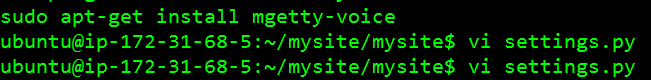 sudo apt-get install mgetty-voice
ubuntu@ip-172-31-68-5:~/mysite/mysite$ vi settings.py
ubuntu@ip-172-31-68-5:~/mysite/mysite$ vi settings.py